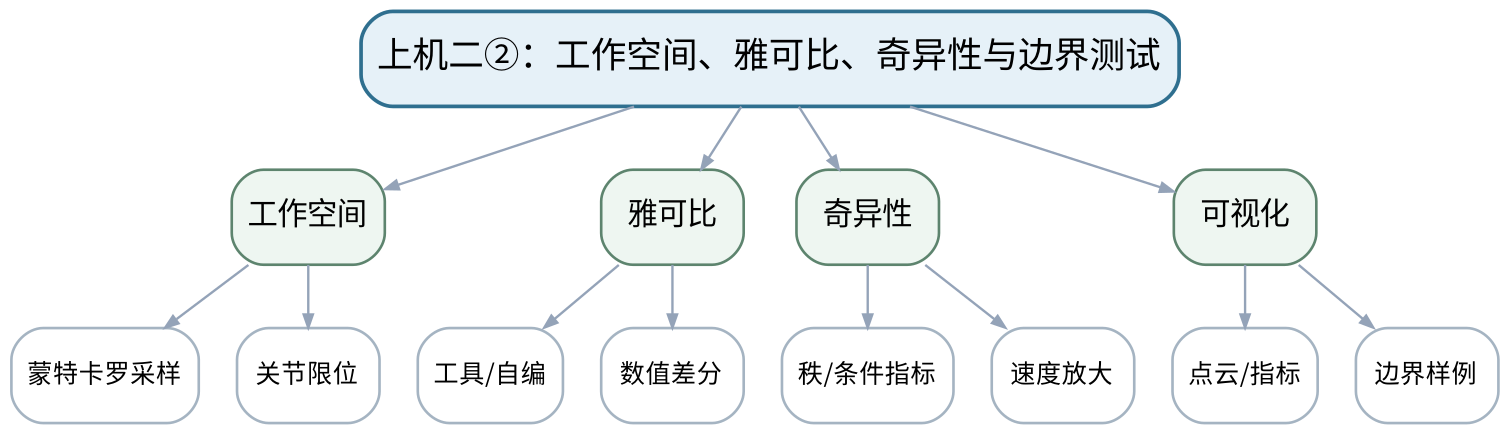 上机二②：工作空间、雅可比、奇异性与边界测试
工作空间
雅可比
奇异性
可视化
蒙特卡罗采样
关节限位
工具/自编
数值差分
秩/条件指标
速度放大
点云/指标
边界样例